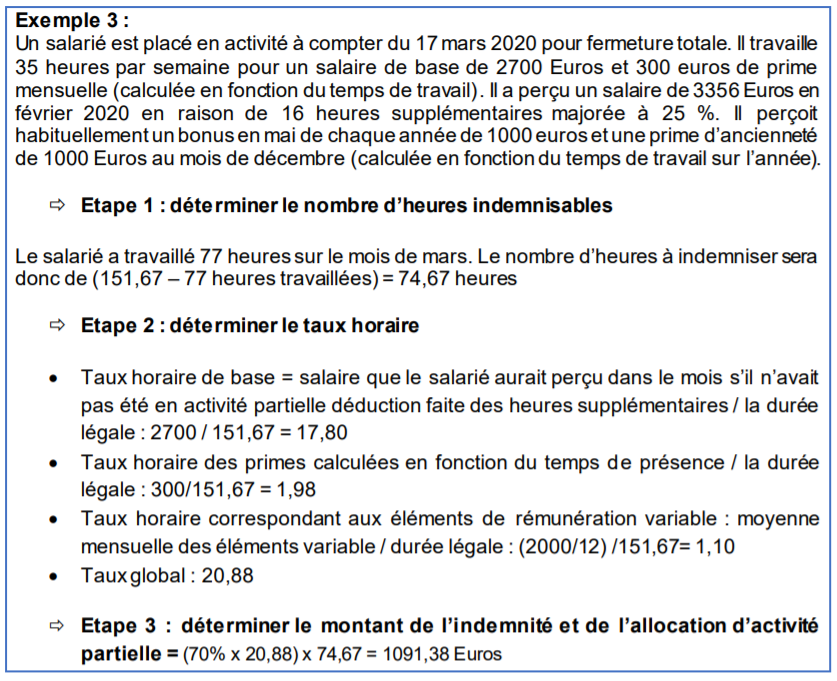 Exemple 3 :
Un salarié est placé en activité à compter du 17 mars 2020 pour fermeture totale. Il travaille
35 heures par semaine pour un salaire de base de 2700 Euros et 300 euros de prime
mensuelle (calculée en fonction du temps de travail). Il a perçu un salaire de 3356 Euros en
février 2020 en raison de 16 heures supplémentaires majorée à 25 %. Il perçoit
habituellement un bonus en mai de chaque année de 1000 euros et une prime d'ancienneté
de 1000 Euros au mois de décembre (calculée en fonction du temps de travail sur l'année).
⇨ Etape 1 : déterminer le nombre d'heures indemnisables
Le salarié a travaillé 77 heures sur le mois de mars. Le nombre d'heures à indemniser sera
donc de (151,67 – 77 heures travaillées) = 74,67 heures
⇨ Etape 2 : déterminer le taux horaire
• Taux horaire de base = salaire que le salarié aurait perçu dans le mois s'il n'avait
pas été en activité partielle déduction faite des heures supplémentaires / la durée
légale : 2700 / 151,67 = 17,80
• Taux horaire des primes calculées en fonction du temps de présence / la durée
légale : 300/151,67 = 1,98
• Taux horaire correspondant aux éléments de rémunération variable : moyenne
mensuelle des éléments variable / durée légale : (2000/12) /151,67= 1,10
• Taux global : 20,88
⇨ Etape 3 : déterminer le montant de l'indemnité et de l'allocation d'activité
partielle = (70% x 20,88) x 74,67 = 1091,38 Euros